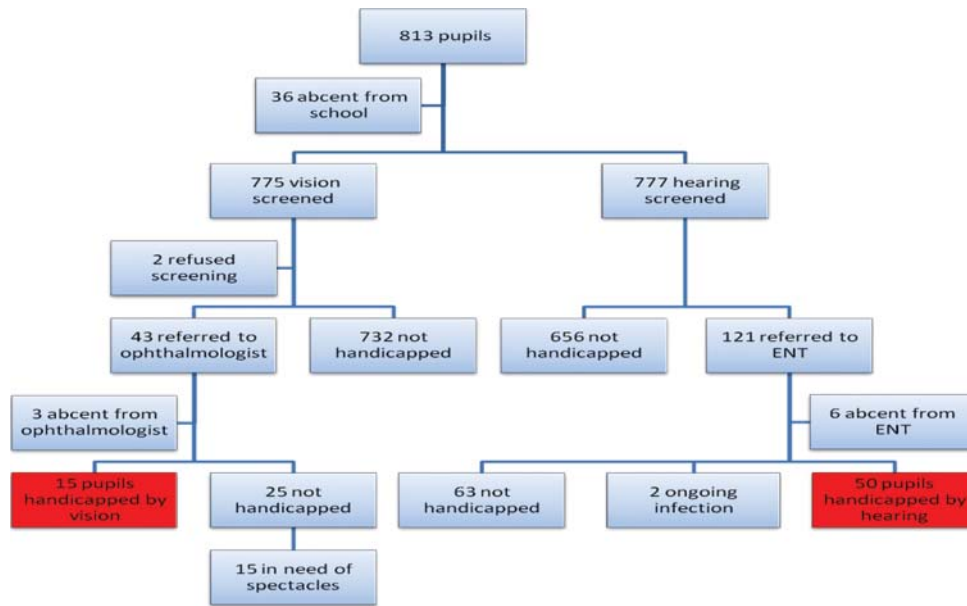 813 pupils
36 abcent from
school
775 vision
screened
777 hearing
screened
2 refused
screening
43 referred to
ophthalmologist
732 not
handicapped
656 not
handicapped
121 referred to
ENT
3 abcent from
ophthalmologist
6 abcent from
ENT
15 pupils
handicapped by
vision
25 not
handicapped
63 not
handicapped
2 ongoing
infection
50 pupils
handicapped by
hearing
15 in need of
spectacles